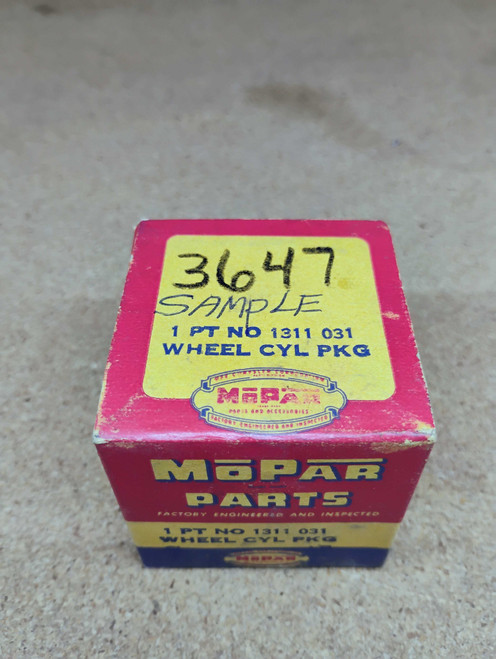 3647
SAMPLE
1 PT NO 1311 031
WHEEL CYL PKG
MOPAR
PARTS AND ACCESSORIES
FACTORY ENGINEERED AND INSPECTED
MOPAR
PARTS
FACTORY ENGINEERED AND INSPECTED
1 PT NO 1311 031
WHEEL CYL PKG
MOPAR